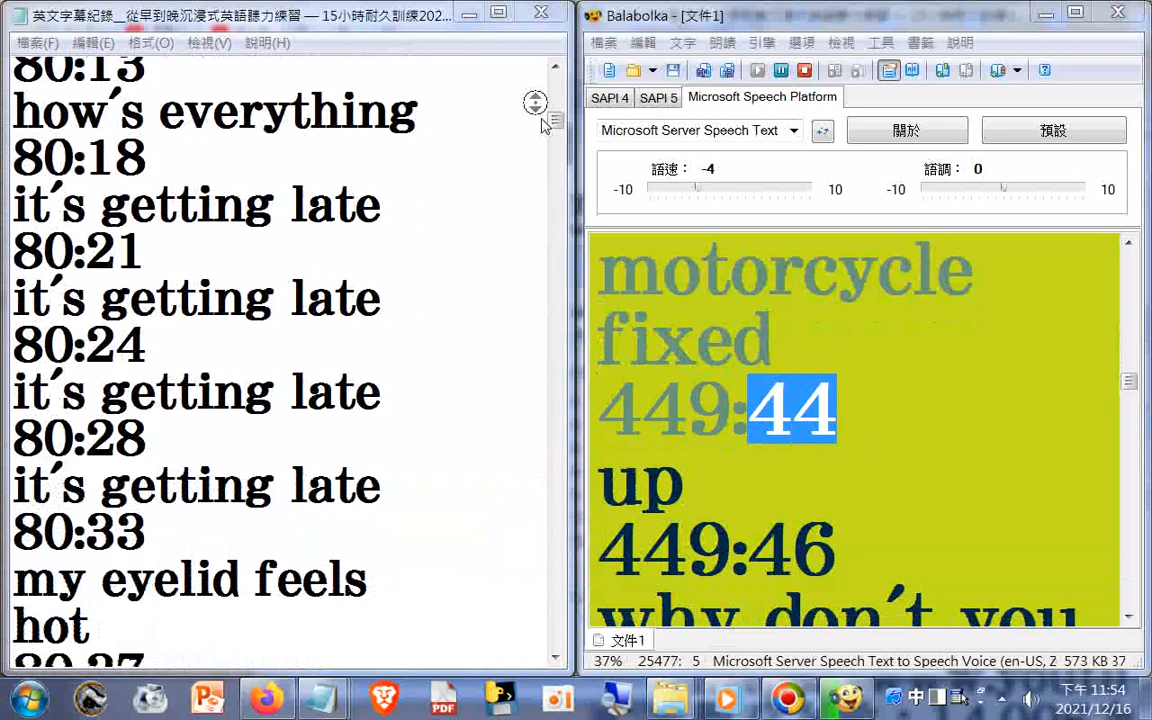 英文字幕紀錄__從早到晚沉浸式英語聽力練習 — 15小時耐久訓練202...
檔案(F) 編輯(E) 格式(O) 檢視(V) 說明(H)
80:13
how's everything
80:18
it's getting late
80:21
it's getting late
80:24
it's getting late
80:28
it's getting late
80:33
my eyelid feels
hot
80:37
Balabolka - [文件1]
檔案 編輯 文字 朗讀 引擎 選項 檢視 工具 書籤 說明
SAPI 4 SAPI 5 Microsoft Speech Platform
Microsoft Server Speech Text 關於 預設
語速： -4 語調： 0
-10 10 -10 10
motorcycle
fixed
449:44
up
449:46
why don't you
文件1
37% 25477: 5 Microsoft Server Speech Text to Speech Voice (en-US, Z 573 KB 37
PDF 中 下午 11:54
2021/12/16